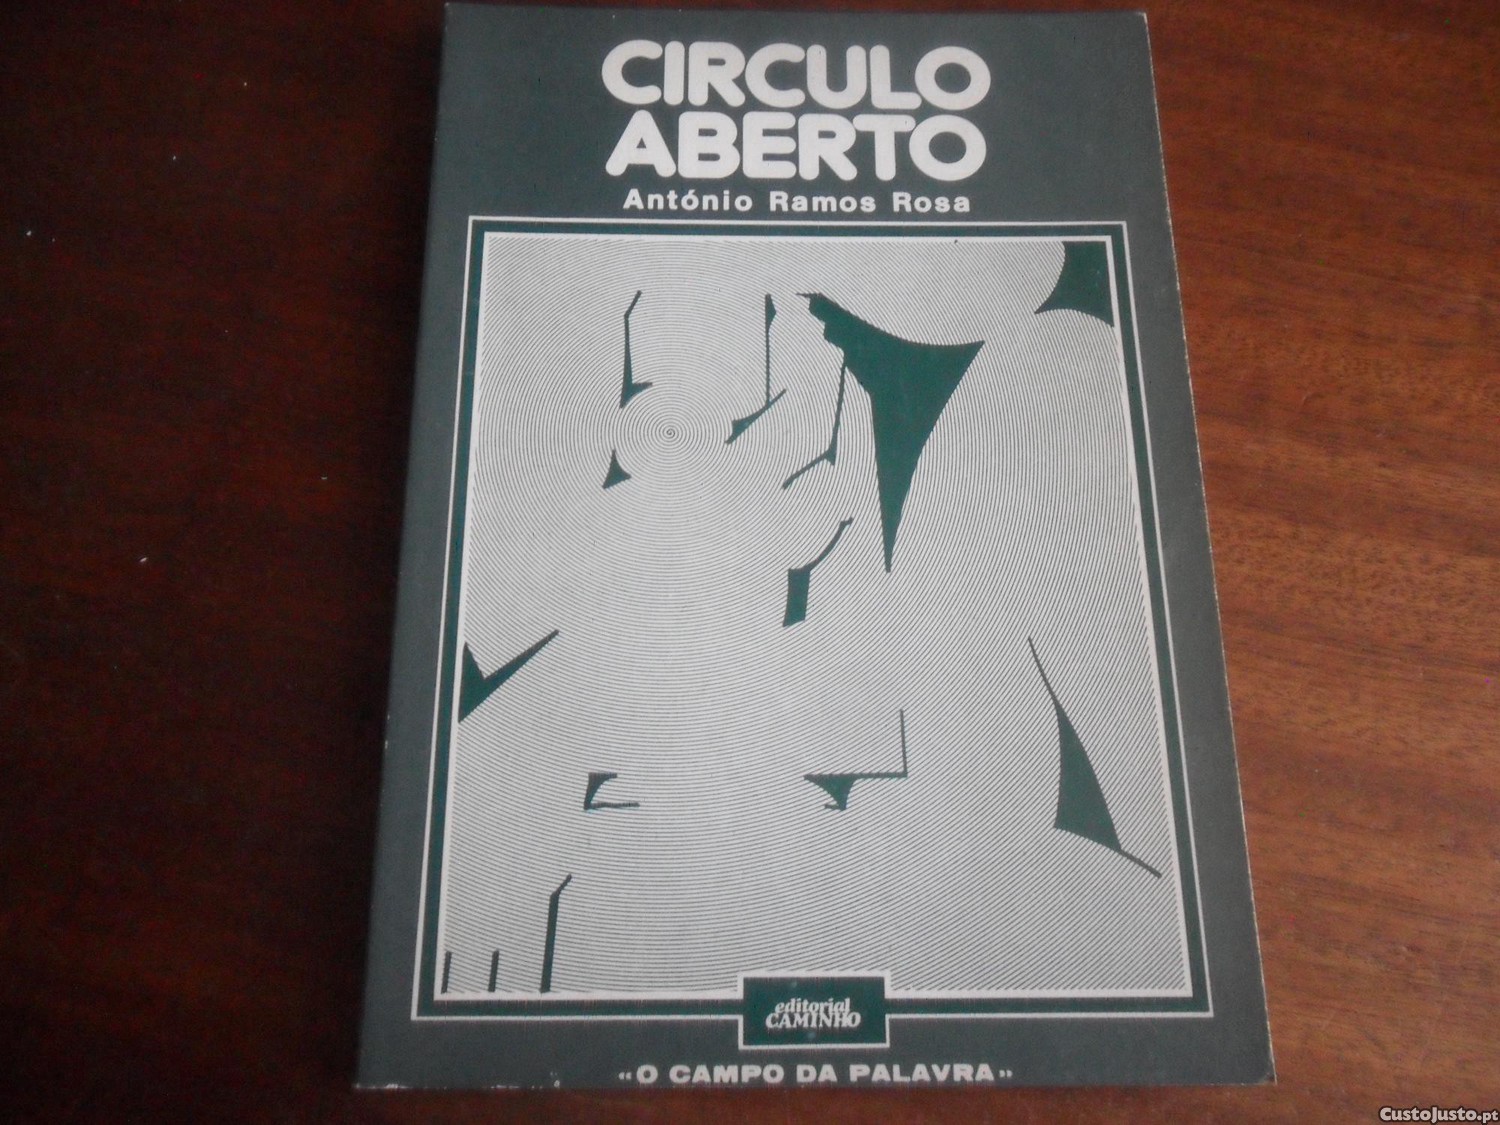 CIRCULO
ABERTO
António Ramos Rosa
editorial
CAMINHO
«O CAMPO DA PALAVRA»
CustoJusto.pt